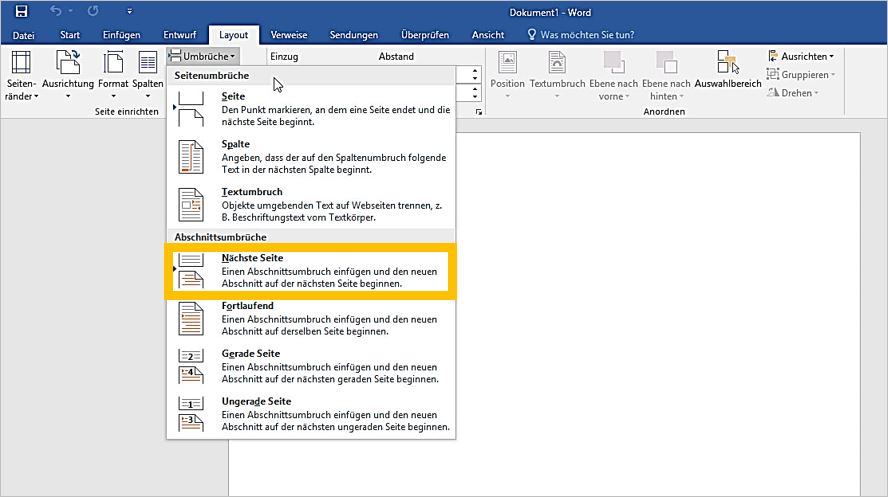 Dokument1 - Word
Datei Start Einfügen Entwurf Layout Verweise Sendungen Überprüfen Ansicht Was möchten Sie tun?
Umbrüche Einzug Abstand
Seiten-
ränder
Ausrichtung Format Spalten
Seite einrichten
Position Textumbruch Ebene nach
vorne
Ebene nach
hinten
Auswahlbereich
Ausrichten
Gruppieren
Drehen
Anordnen
Seitenumbrüche
Seite
Den Punkt markieren, an dem eine Seite endet und die
nächste Seite beginnt.
Spalte
Angeben, dass der auf den Spaltenumbruch folgende
Text in der nächsten Spalte beginnt.
Textumbruch
Objekte umgebenden Text auf Webseiten trennen, z.
B. Beschriftungstext vom Textkörper.
Abschnittsumbrüche
Nächste Seite
Einen Abschnittsumbruch einfügen und den neuen
Abschnitt auf der nächsten Seite beginnen.
Fortlaufend
Einen Abschnittsumbruch einfügen und den neuen
Abschnitt auf derselben Seite beginnen.
Gerade Seite
Einen Abschnittsumbruch einfügen und den neuen
Abschnitt auf der nächsten geraden Seite beginnen.
2
4
Ungerade Seite
Einen Abschnittsumbruch einfügen und den neuen
Abschnitt auf der nächsten ungeraden Seite beginnen.
1
3